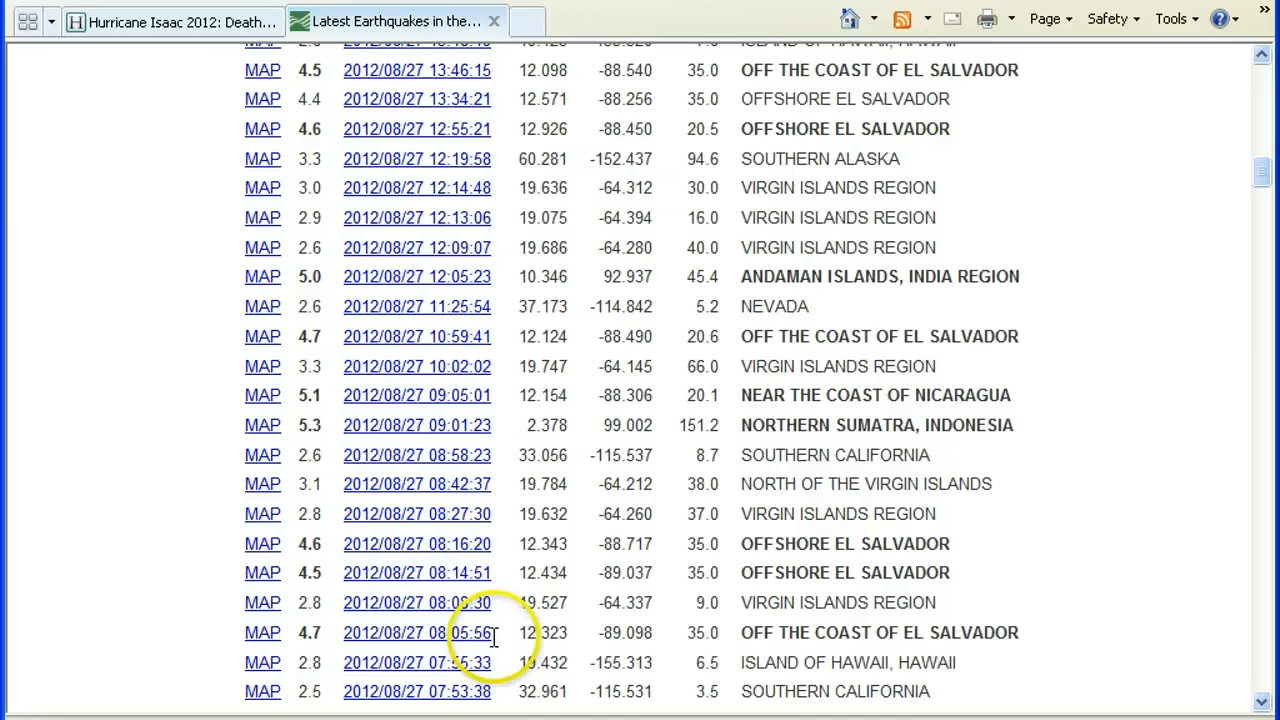 Hurricane Isaac 2012: Death... Latest Earthquakes in the... Page Safety Tools
MAP 4.5 2012/08/27 13:46:15 12.098 -88.540 35.0 OFF THE COAST OF EL SALVADOR
MAP 4.4 2012/08/27 13:34:21 12.571 -88.256 35.0 OFFSHORE EL SALVADOR
MAP 4.6 2012/08/27 12:55:21 12.926 -88.450 20.5 OFFSHORE EL SALVADOR
MAP 3.3 2012/08/27 12:19:58 60.281 -152.437 94.6 SOUTHERN ALASKA
MAP 3.0 2012/08/27 12:14:48 19.636 -64.312 30.0 VIRGIN ISLANDS REGION
MAP 2.9 2012/08/27 12:13:06 19.075 -64.394 16.0 VIRGIN ISLANDS REGION
MAP 2.6 2012/08/27 12:09:07 19.686 -64.280 40.0 VIRGIN ISLANDS REGION
MAP 5.0 2012/08/27 12:05:23 10.346 92.937 45.4 ANDAMAN ISLANDS, INDIA REGION
MAP 2.6 2012/08/27 11:25:54 37.173 -114.842 5.2 NEVADA
MAP 4.7 2012/08/27 10:59:41 12.124 -88.490 20.6 OFF THE COAST OF EL SALVADOR
MAP 3.3 2012/08/27 10:02:02 19.747 -64.145 66.0 VIRGIN ISLANDS REGION
MAP 5.1 2012/08/27 09:05:01 12.154 -88.306 20.1 NEAR THE COAST OF NICARAGUA
MAP 5.3 2012/08/27 09:01:23 2.378 99.002 151.2 NORTHERN SUMATRA, INDONESIA
MAP 2.6 2012/08/27 08:58:23 33.056 -115.537 8.7 SOUTHERN CALIFORNIA
MAP 3.1 2012/08/27 08:42:37 19.784 -64.212 38.0 NORTH OF THE VIRGIN ISLANDS
MAP 2.8 2012/08/27 08:27:30 19.632 -64.260 37.0 VIRGIN ISLANDS REGION
MAP 4.6 2012/08/27 08:16:20 12.343 -88.717 35.0 OFFSHORE EL SALVADOR
MAP 4.5 2012/08/27 08:14:51 12.434 -89.037 35.0 OFFSHORE EL SALVADOR
MAP 2.8 2012/08/27 08:08:30 19.527 -64.337 9.0 VIRGIN ISLANDS REGION
MAP 4.7 2012/08/27 08:05:56 12.323 -89.098 35.0 OFF THE COAST OF EL SALVADOR
MAP 2.8 2012/08/27 07:55:33 19.432 -155.313 6.5 ISLAND OF HAWAII, HAWAII
MAP 2.5 2012/08/27 07:53:38 32.961 -115.531 3.5 SOUTHERN CALIFORNIA